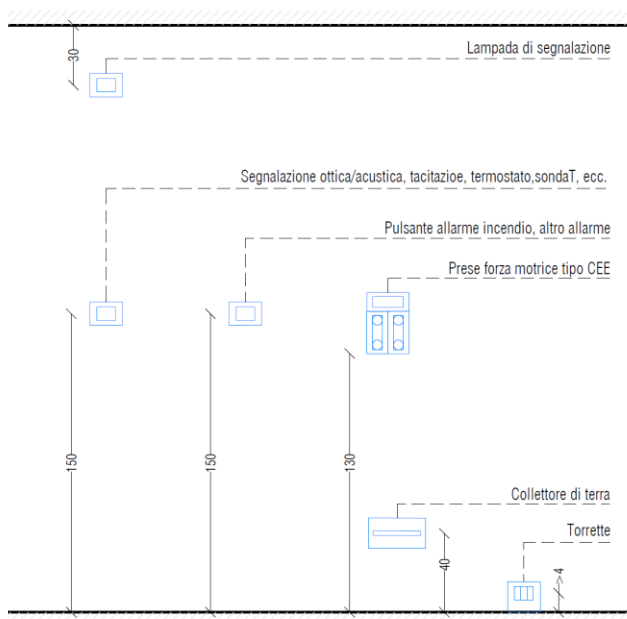 Lampada di segnalazione
30
Segnalazione ottica/acustica, tacitazioe, termostato,sondaT, ecc.
Pulsante allarme incendio, altro allarme
Prese forza motrice tipo CEE
150
150
130
Collettore di terra
Torrette
40
>4